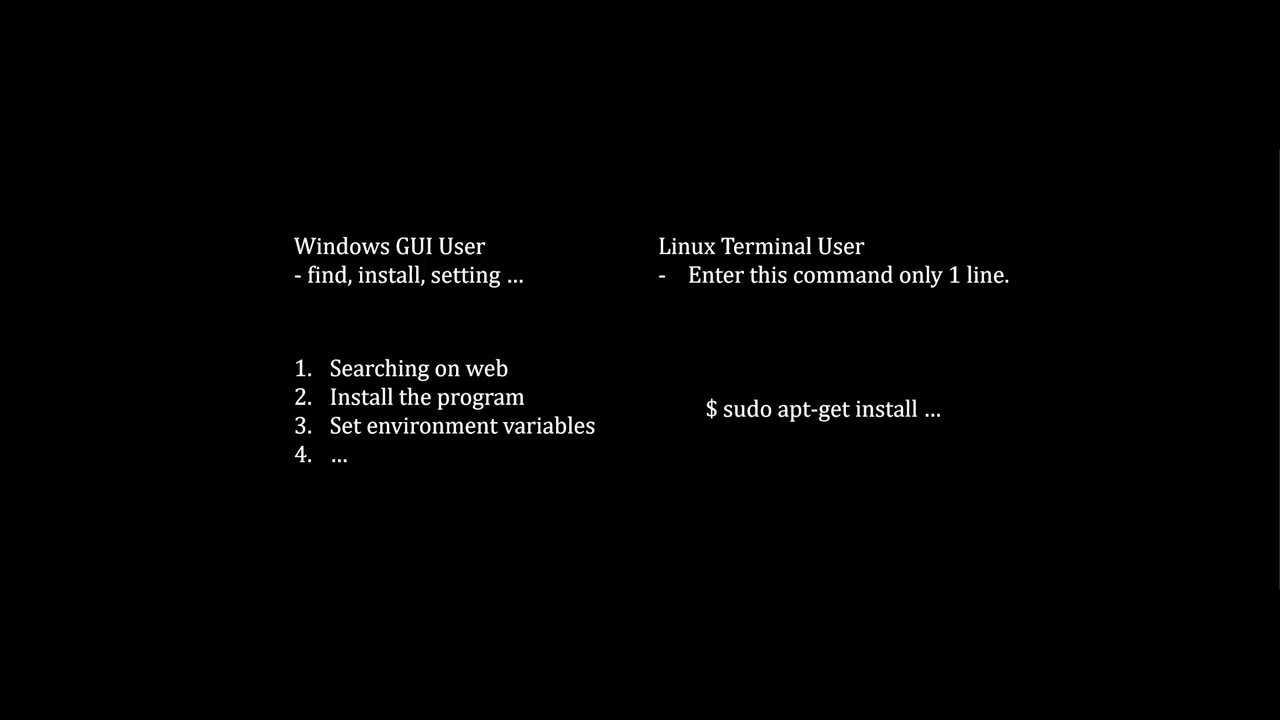 Windows GUI User
- find, install, setting ...
1. Searching on web
2. Install the program
3. Set environment variables
4. ...
Linux Terminal User
- Enter this command only 1 line.
$ sudo apt-get install ...